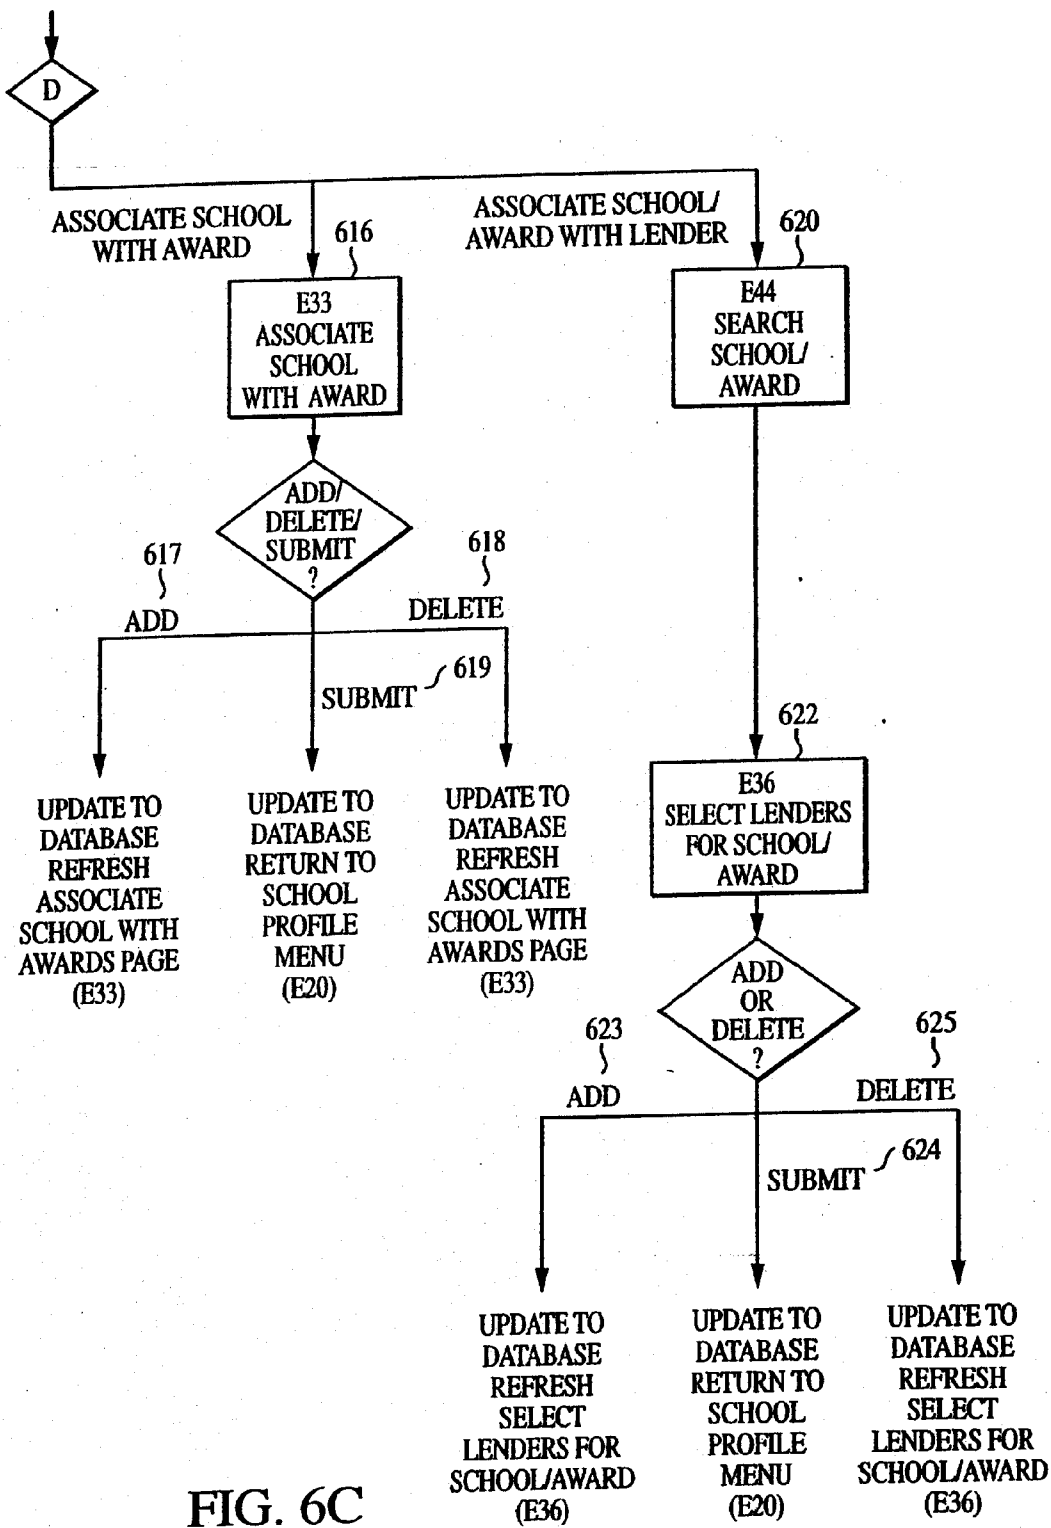 D
ASSOCIATE SCHOOL
WITH AWARD
616
ASSOCIATE SCHOOL/
AWARD WITH LENDER
620
E33
ASSOCIATE
SCHOOL
WITH AWARD
E44
SEARCH
SCHOOL/
AWARD
ADD/
DELETE/
SUBMIT
?
617
ADD
618
DELETE
SUBMIT
619
UPDATE TO
DATABASE
REFRESH
ASSOCIATE
SCHOOL WITH
AWARDS PAGE
(E33)
UPDATE TO
DATABASE
RETURN TO
SCHOOL
PROFILE
MENU
(E20)
UPDATE TO
DATABASE
REFRESH
ASSOCIATE
SCHOOL WITH
AWARDS PAGE
(E33)
622
E36
SELECT LENDERS
FOR SCHOOL/
AWARD
ADD
OR
DELETE
?
623
ADD
625
DELETE
SUBMIT
624
UPDATE TO
DATABASE
REFRESH
SELECT
LENDERS FOR
SCHOOL/AWARD
(E36)
UPDATE TO
DATABASE
RETURN TO
SCHOOL
PROFILE
MENU
(E20)
UPDATE TO
DATABASE
REFRESH
SELECT
LENDERS FOR
SCHOOL/AWARD
(E36)
FIG. 6C